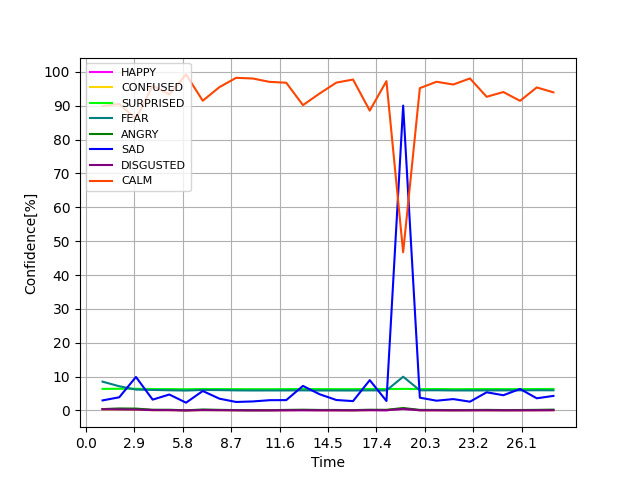 HAPPY
CONFUSED
SURPRISED
FEAR
ANGRY
SAD
DISGUSTED
CALM
Confidence[%]
100
90
80
70
60
50
40
30
20
10
0
0.0 2.9 5.8 8.7 11.6 14.5 17.4 20.3 23.2 26.1
Time